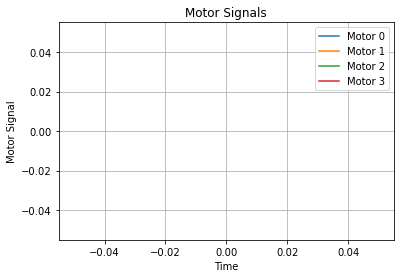 Motor Signals
Motor 0
Motor 1
Motor 2
Motor 3
0.04
0.02
0.00
−0.02
−0.04
Motor Signal
−0.04
−0.02
0.00
0.02
0.04
Time